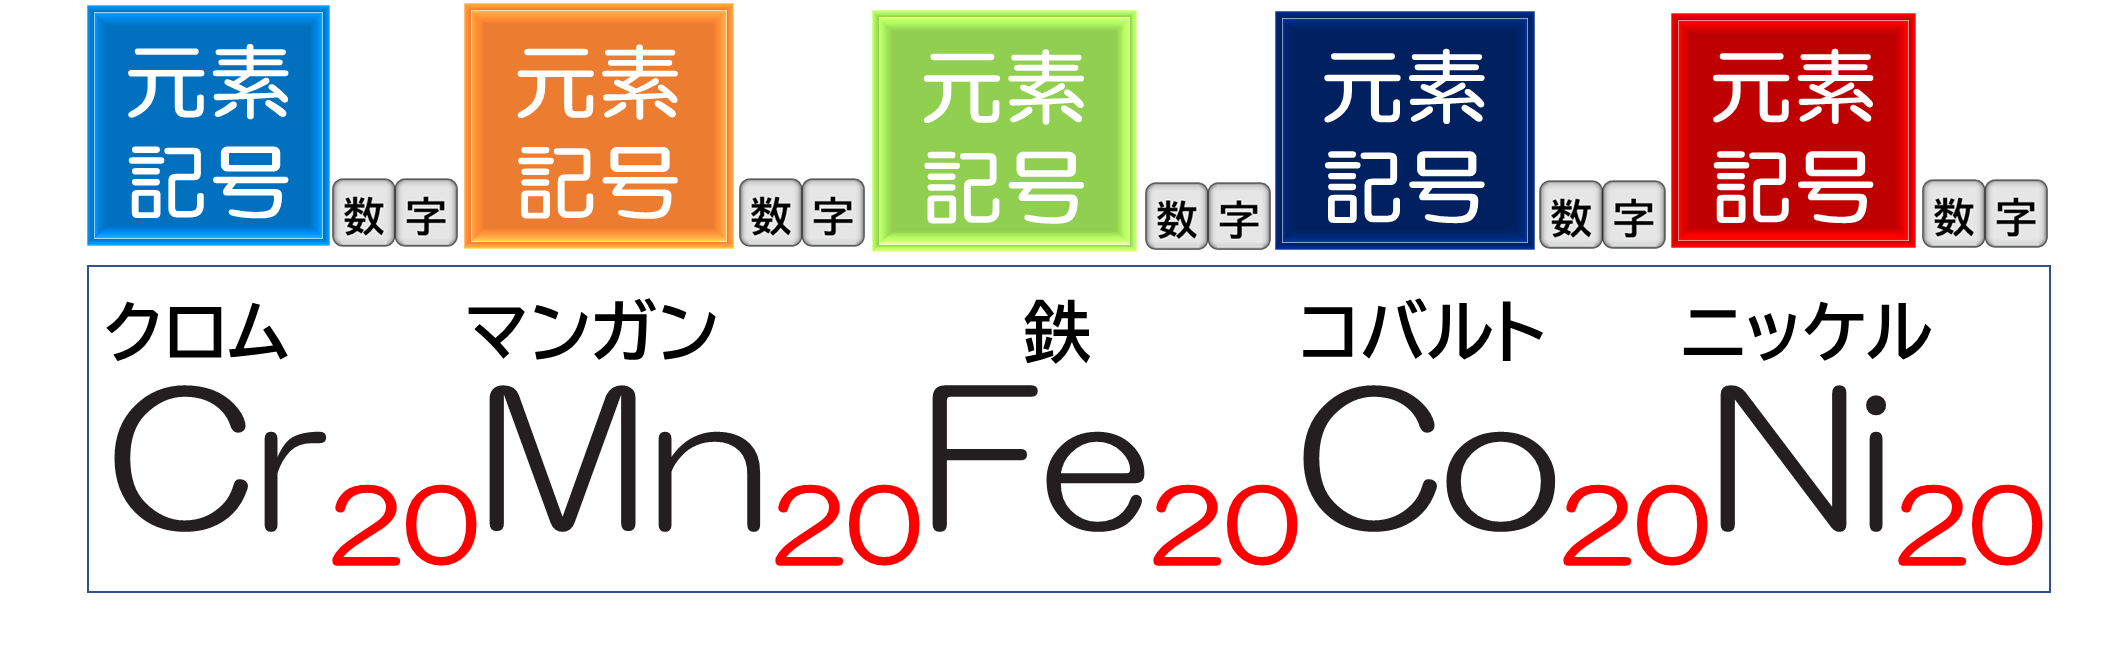 元素 元素 元素 元素 元素
記号 数字 記号 数字 記号 数字 記号 数字 記号 数字
クロム マンガン 鉄 コバルト ニッケル
Cr20Mn20Fe20Co20Ni20